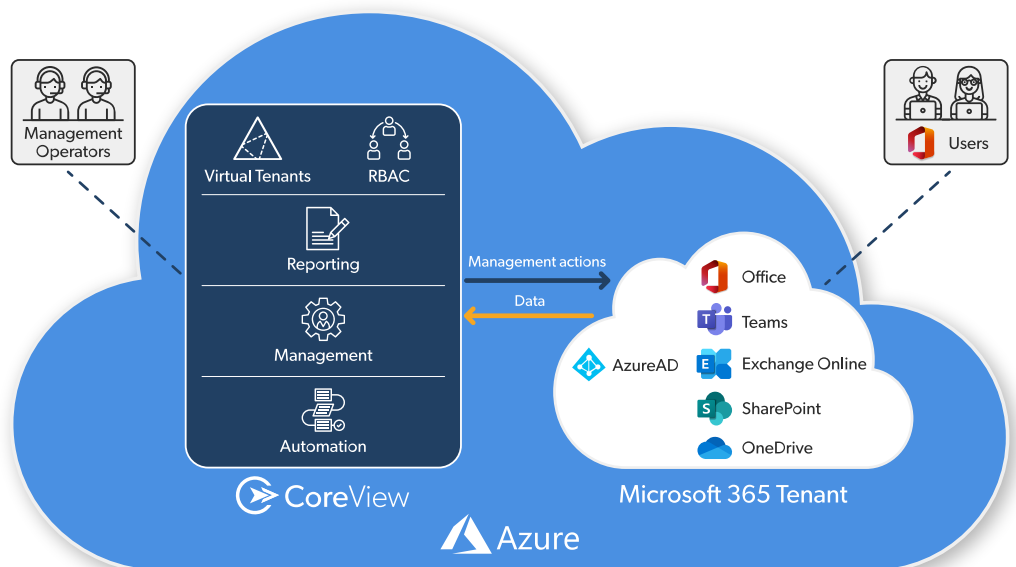 Management
Operators
Users
Virtual Tenants
RBAC
Reporting
Management
Automation
Management actions
Data
Office
Teams
AzureAD
Exchange Online
SharePoint
OneDrive
CoreView
Microsoft 365 Tenant
Azure